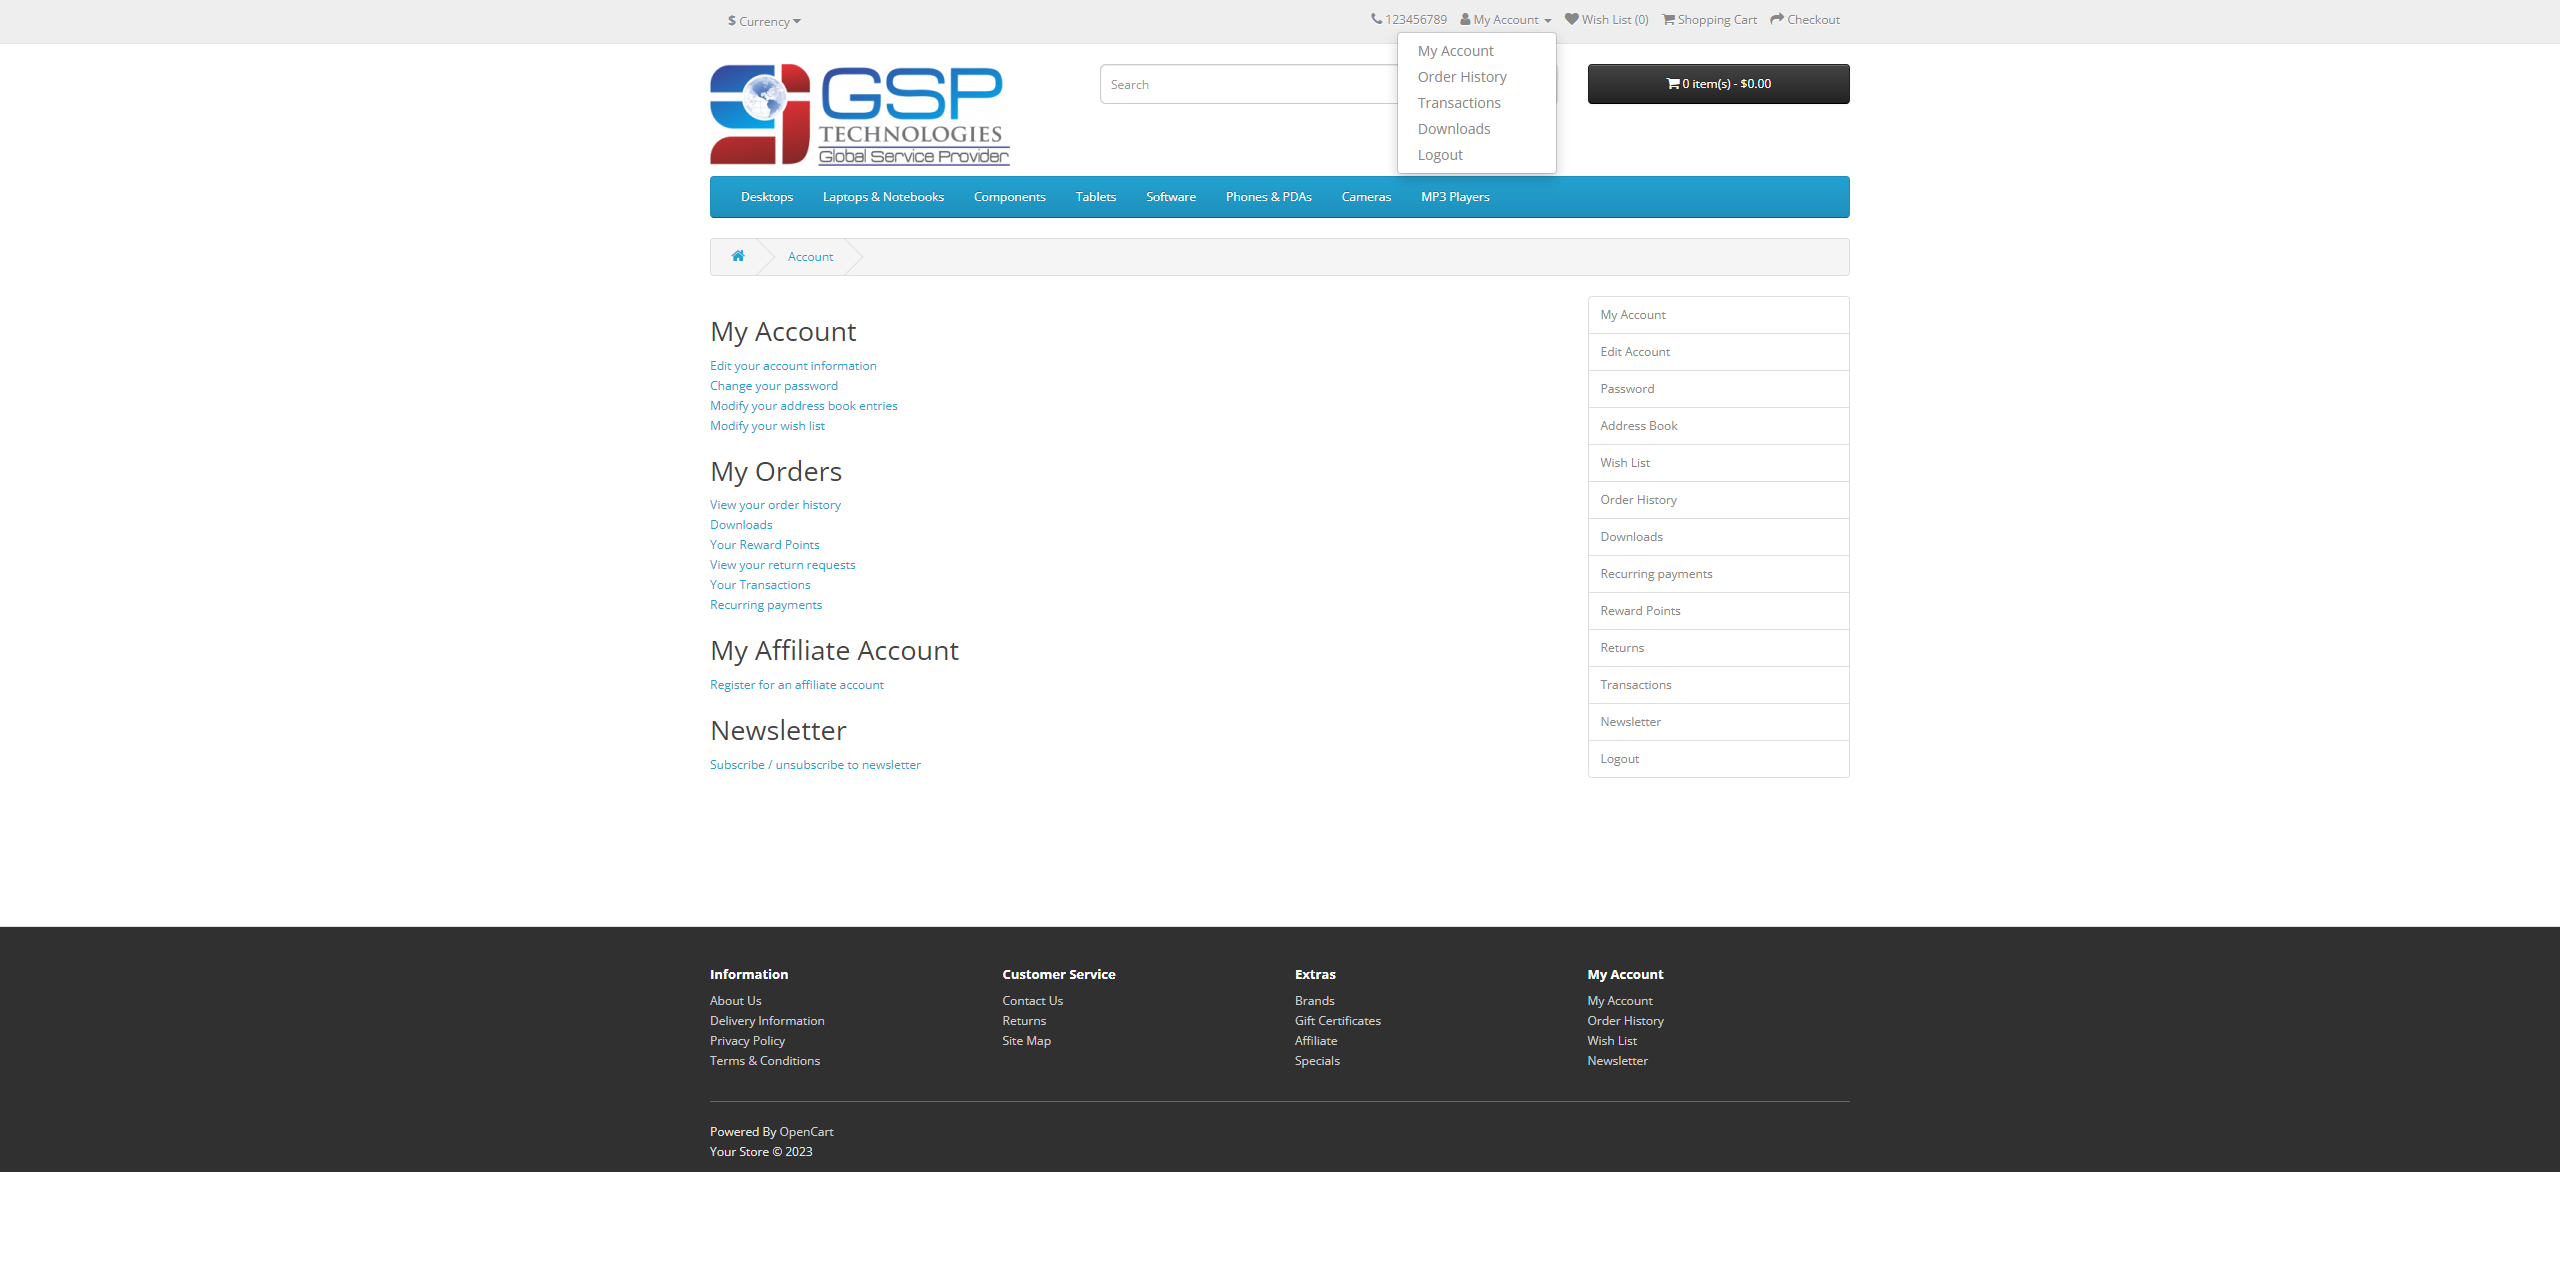 $ Currency
123456789 My Account Wish List (0) Shopping Cart Checkout
My Account
Order History
Transactions
Downloads
Logout
GSP
TECHNOLOGIES
Global Service Provider
Search
0 item(s) - $0.00
Desktops Laptops & Notebooks Components Tablets Software Phones & PDAs Cameras MP3 Players
Account
My Account
Edit your account information
Change your password
Modify your address book entries
Modify your wish list
My Orders
View your order history
Downloads
Your Reward Points
View your return requests
Your Transactions
Recurring payments
My Affiliate Account
Register for an affiliate account
Newsletter
Subscribe / unsubscribe to newsletter
My Account
Edit Account
Password
Address Book
Wish List
Order History
Downloads
Recurring payments
Reward Points
Returns
Transactions
Newsletter
Logout
Information
About Us
Delivery Information
Privacy Policy
Terms & Conditions
Customer Service
Contact Us
Returns
Site Map
Extras
Brands
Gift Certificates
Affiliate
Specials
My Account
My Account
Order History
Wish List
Newsletter
Powered By OpenCart
Your Store © 2023